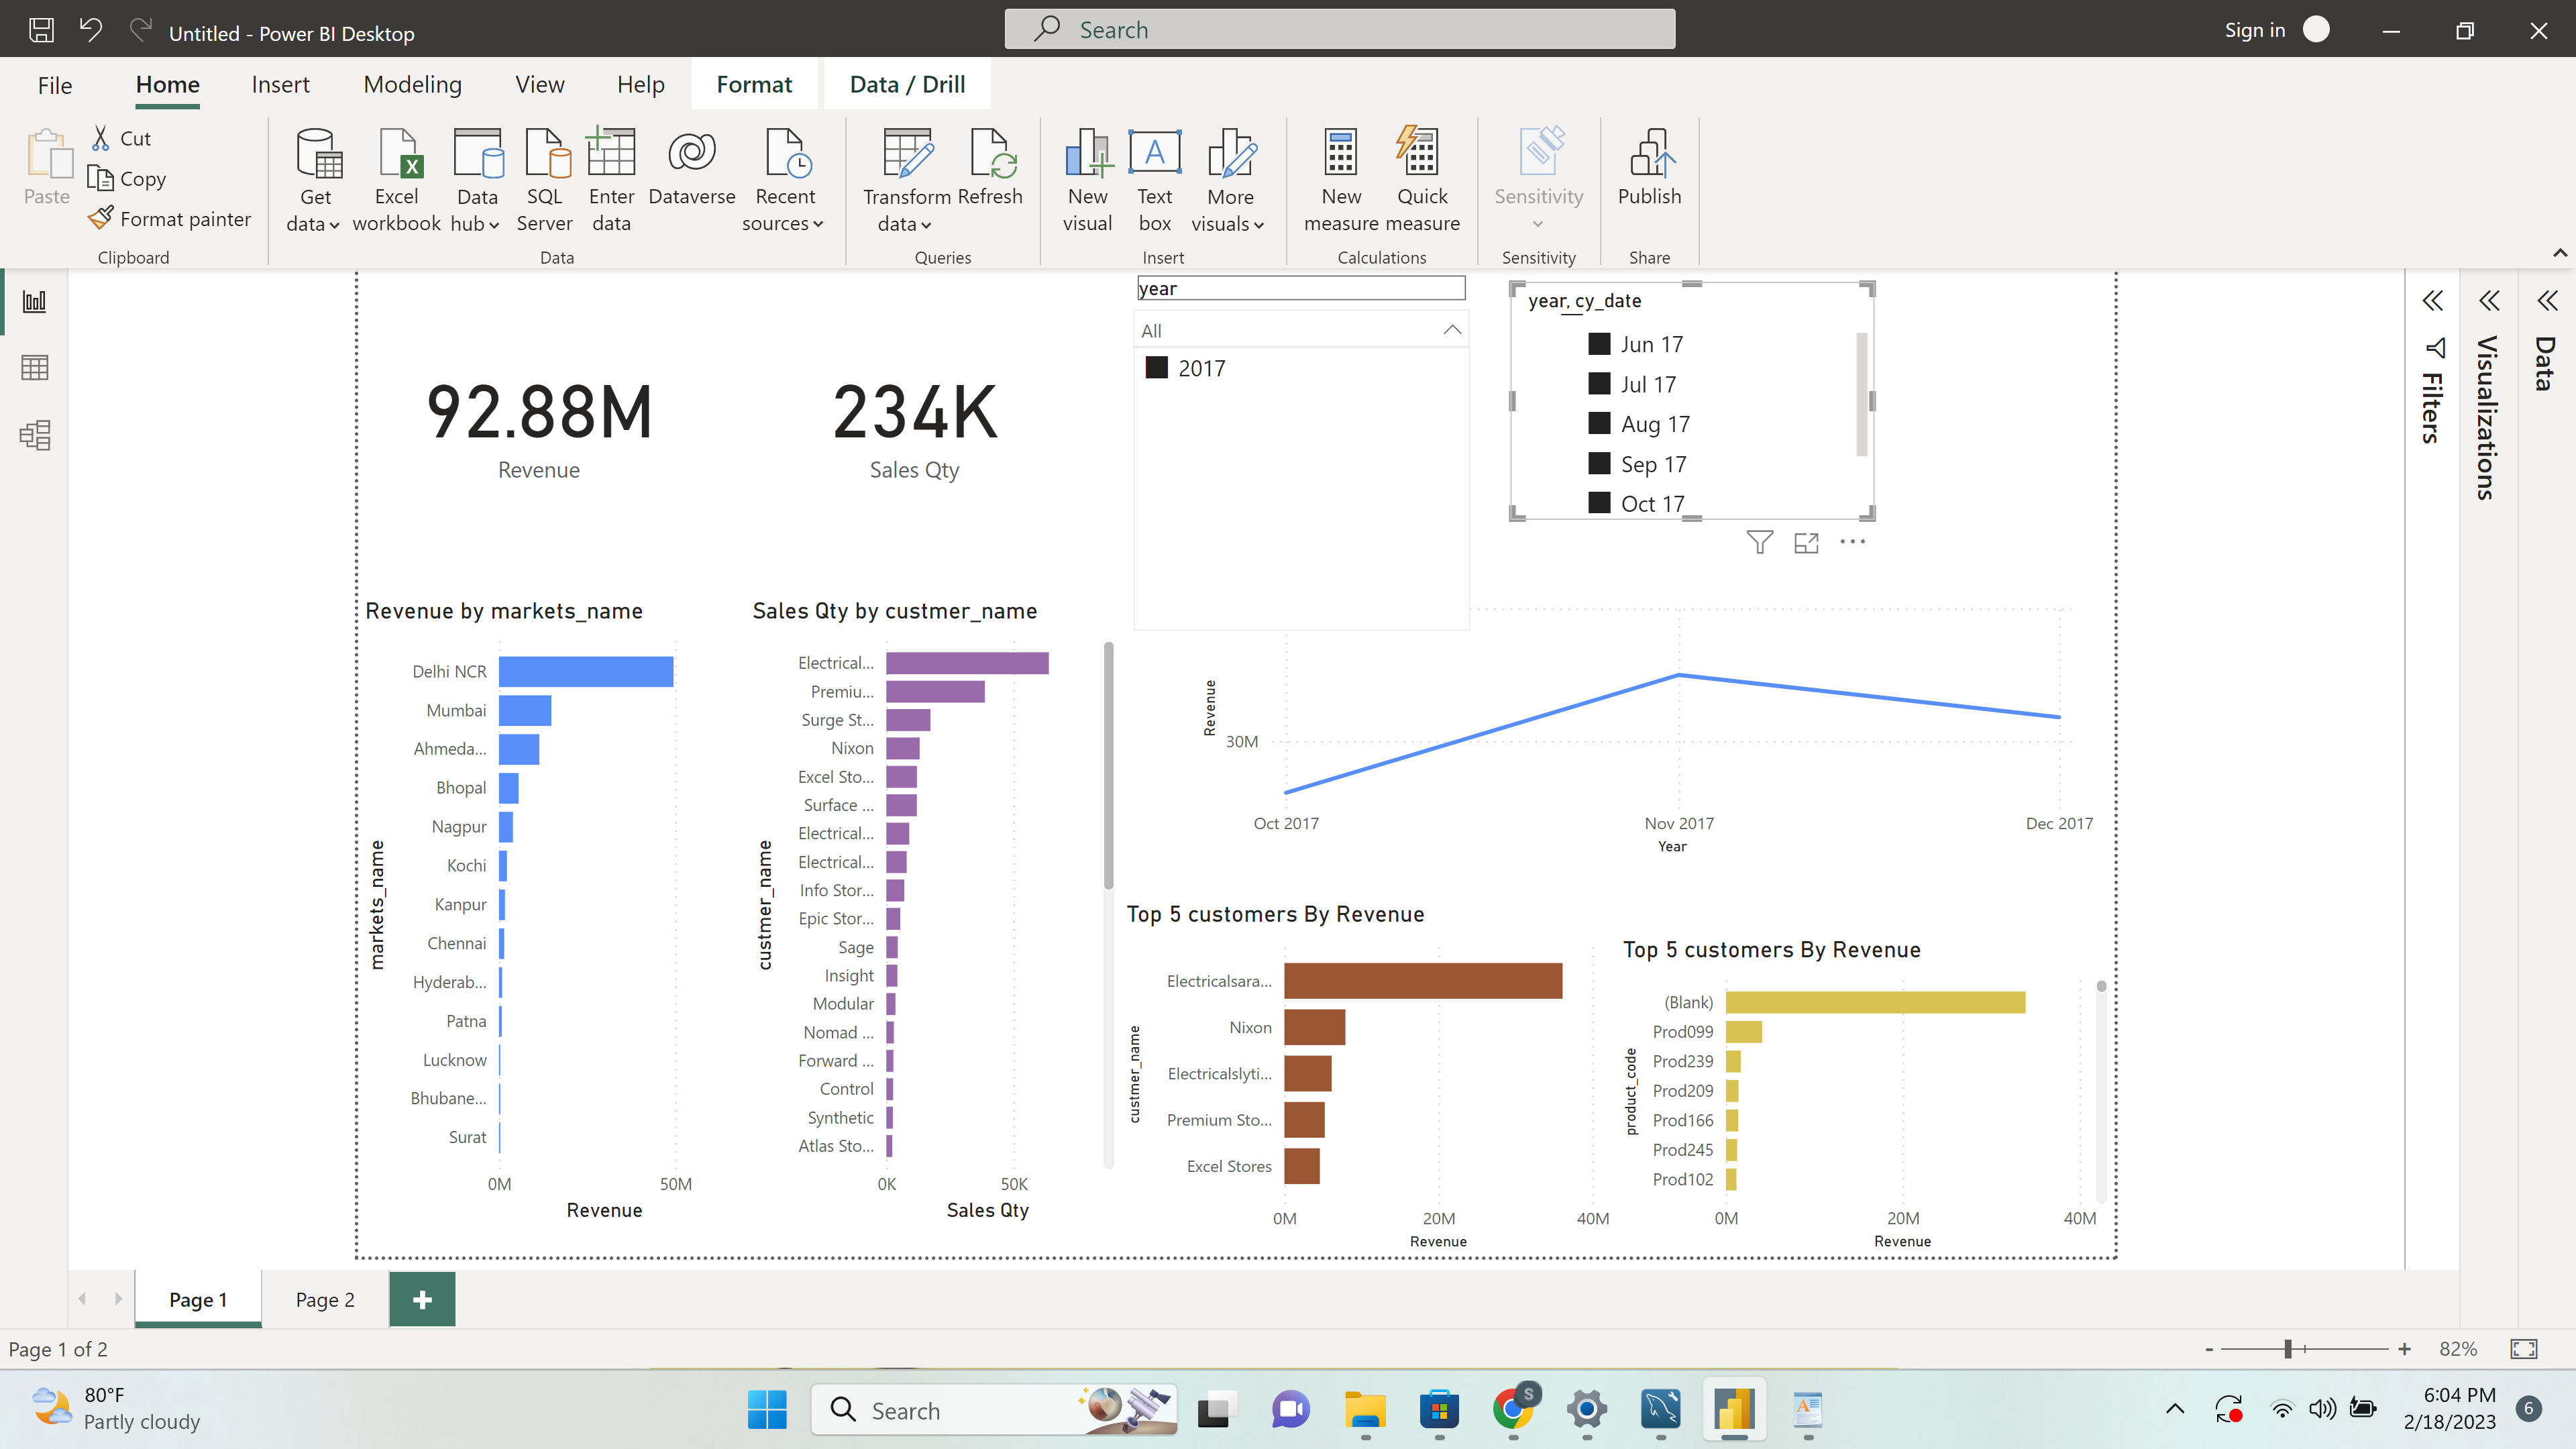 Untitled - Power BI Desktop
Search
Sign in
File
Home
Insert
Modeling
View
Help
Format
Data / Drill
Paste
Cut
Copy
Format painter
Clipboard
Get data
Excel workbook
Data hub
SQL Server
Enter data
Dataverse
Recent sources
Data
Transform data
Refresh
Queries
New visual
Text box
More visuals
Insert
New measure
Quick measure
Calculations
Sensitivity
Sensitivity
Publish
Share
92.88M
Revenue
234K
Sales Qty
year
All
2017
year, cy_date
Jun 17
Jul 17
Aug 17
Sep 17
Oct 17
Filters
Visualizations
Data
Revenue by markets_name
markets_name
Delhi NCR
Mumbai
Ahmeda...
Bhopal
Nagpur
Kochi
Kanpur
Chennai
Hyderab...
Patna
Lucknow
Bhubane...
Surat
0M
50M
Revenue
Sales Qty by custmer_name
custmer_name
Electrical...
Premiu...
Surge St...
Nixon
Excel Sto...
Surface ...
Electrical...
Electrical...
Info Stor...
Epic Stor...
Sage
Insight
Modular
Nomad ...
Forward ...
Control
Synthetic
Atlas Sto...
0K
50K
Sales Qty
Revenue
30M
Oct 2017
Nov 2017
Dec 2017
Year
Top 5 customers By Revenue
custmer_name
Electricalsara...
Nixon
Electricalslyti...
Premium Sto...
Excel Stores
0M
20M
40M
Revenue
Top 5 customers By Revenue
product_code
(Blank)
Prod099
Prod239
Prod209
Prod166
Prod245
Prod102
0M
20M
40M
Revenue
Page 1
Page 2
Page 1 of 2
- + 82%
80°F
Partly cloudy
Search
S
6:04 PM
2/18/2023
6